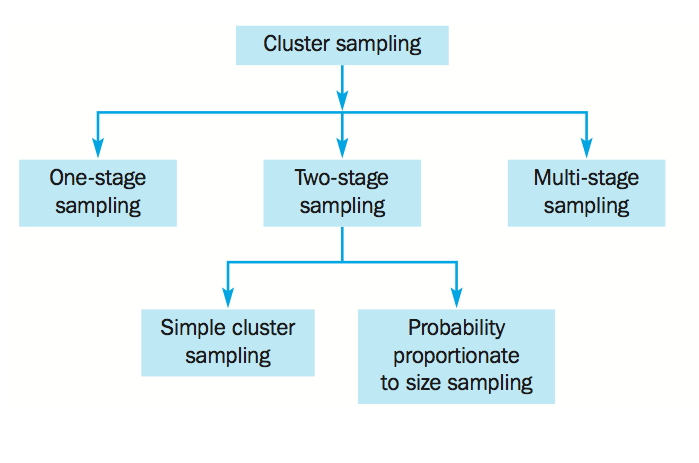 Cluster sampling
One-stage
sampling
Two-stage
sampling
Multi-stage
sampling
Simple cluster
sampling
Probability
proportionate
to size sampling